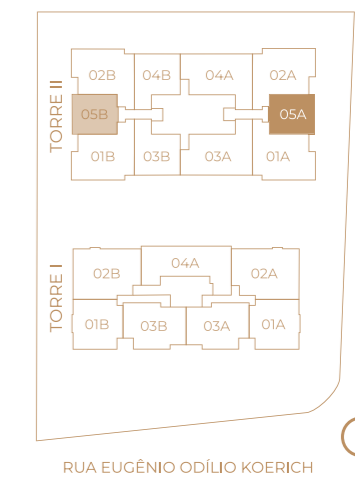 TORRE II
02B 04B 04A 02A
05B 05A
01B 03B 03A 01A
TORRE I
02B 04A 02A
01B 03B 03A 01A
RUA EUGÊNIO ODÍLIO KOERICH